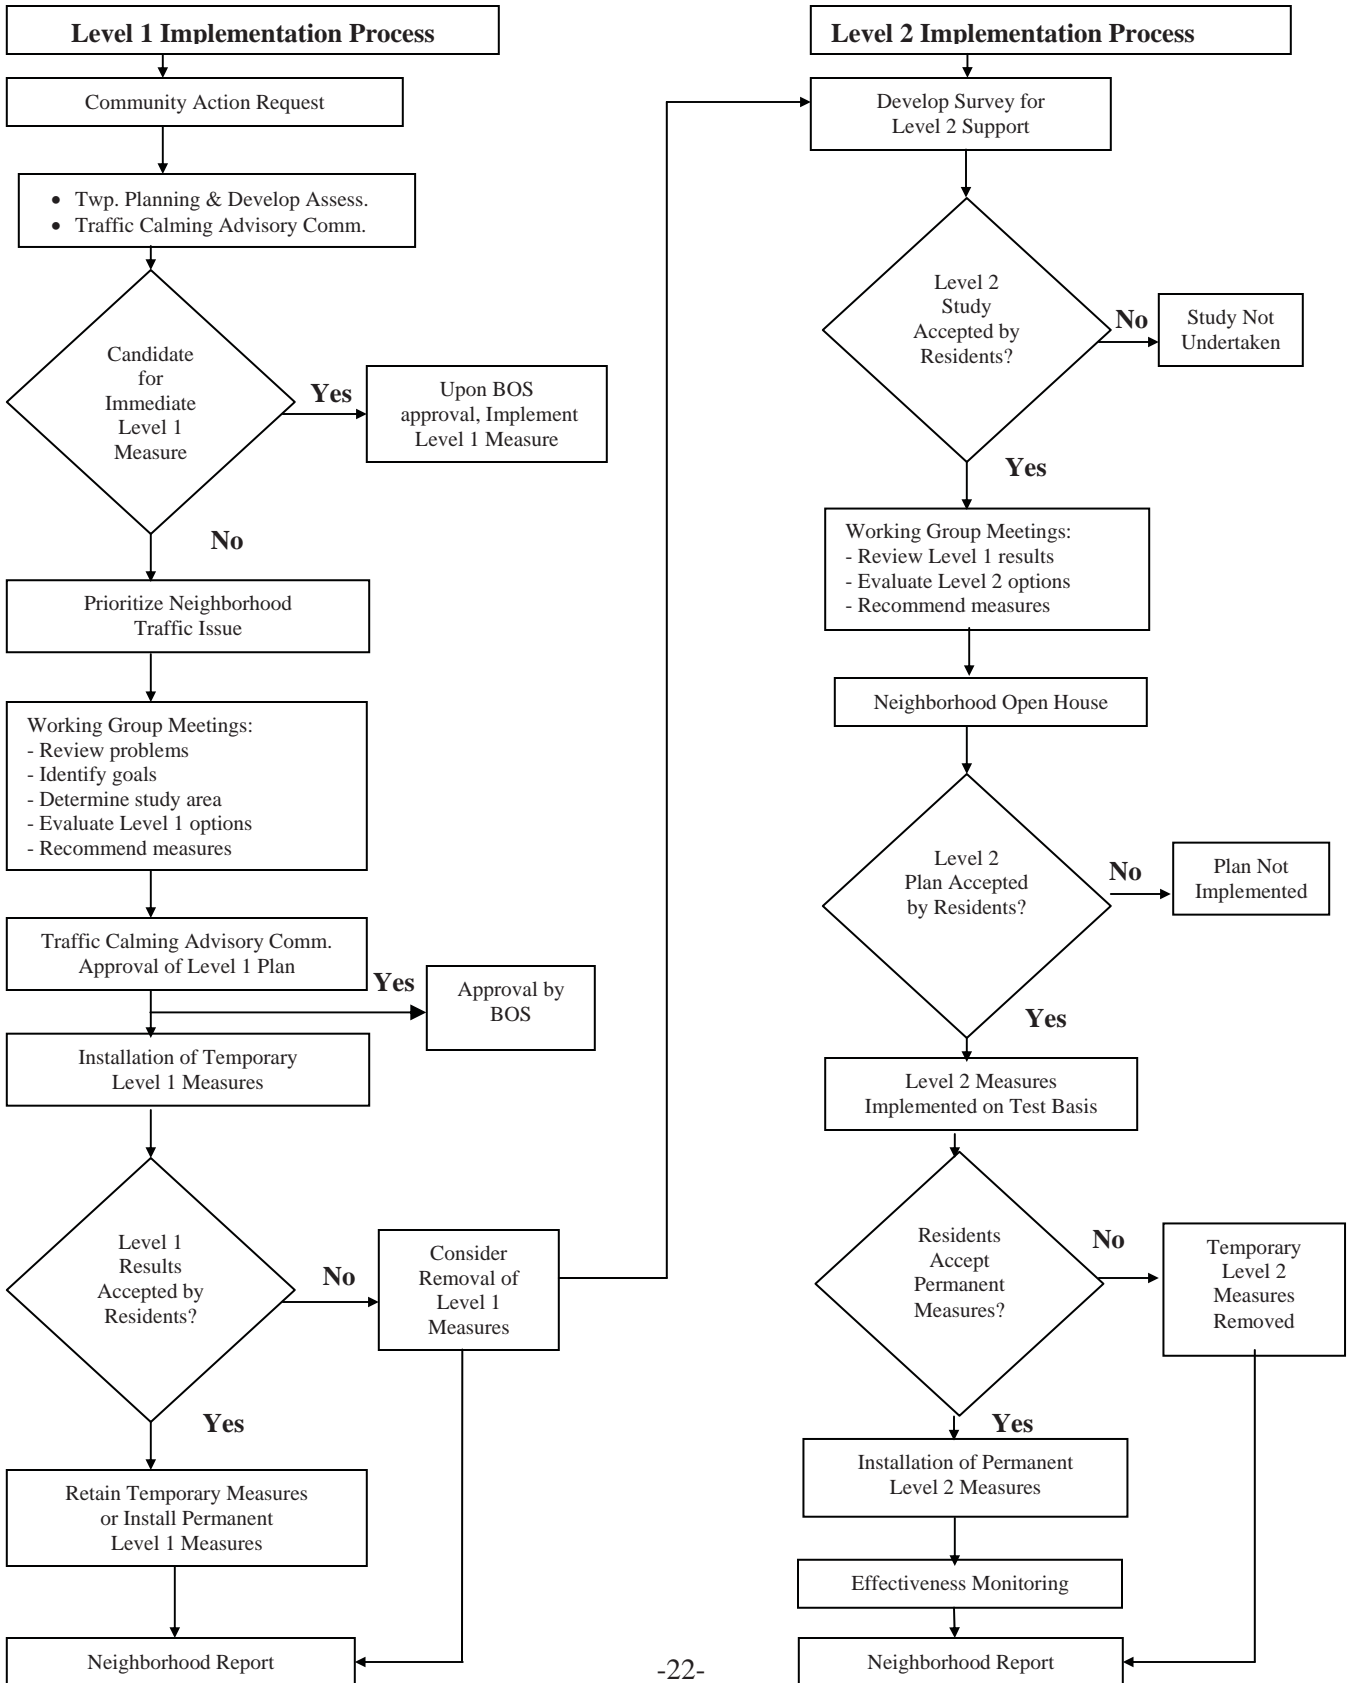 Level 1 Implementation Process
Community Action Request
• Twp. Planning & Develop Assess.
• Traffic Calming Advisory Comm.
Candidate
for
Immediate
Level 1
Measure
Yes
Upon BOS
approval, Implement
Level 1 Measure
No
Prioritize Neighborhood
Traffic Issue
Working Group Meetings:
- Review problems
- Identify goals
- Determine study area
- Evaluate Level 1 options
- Recommend measures
Traffic Calming Advisory Comm.
Approval of Level 1 Plan
Yes
Approval by
BOS
Installation of Temporary
Level 1 Measures
Level 1
Results
Accepted by
Residents?
No
Consider
Removal of
Level 1
Measures
Yes
Retain Temporary Measures
or Install Permanent
Level 1 Measures
Neighborhood Report
Level 2 Implementation Process
Develop Survey for
Level 2 Support
Level 2
Study
Accepted by
Residents?
No
Study Not
Undertaken
Yes
Working Group Meetings:
- Review Level 1 results
- Evaluate Level 2 options
- Recommend measures
Neighborhood Open House
Level 2
Plan Accepted
by Residents?
No
Plan Not
Implemented
Yes
Level 2 Measures
Implemented on Test Basis
Residents
Accept
Permanent
Measures?
No
Temporary
Level 2
Measures
Removed
Yes
Installation of Permanent
Level 2 Measures
Effectiveness Monitoring
Neighborhood Report
-22-